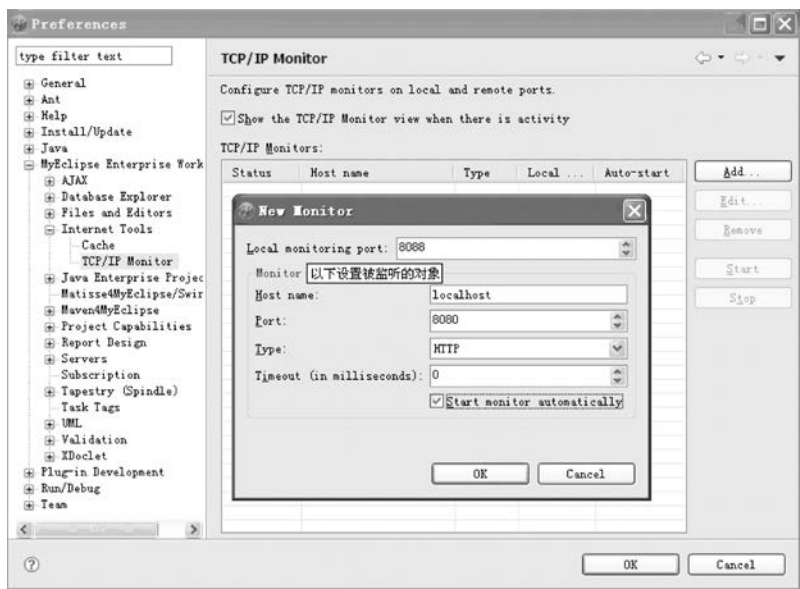 Preferences
type filter text
General
Ant
Help
Install/Update
Java
MyEclipse Enterprise Work
AJAX
Database Explorer
Files and Editors
Internet Tools
Cache
TCP/IP Monitor
Java Enterprise Projec
Matisse4MyEclipse/Swir
Maven4MyEclipse
Project Capabilities
Report Design
Servers
Subscription
Tapestry (Spindle)
Task Tags
UML
Validation
XDoclet
Plug-in Development
Run/Debug
Team
TCP/IP Monitor
Configure TCP/IP monitors on local and remote ports.
Show the TCP/IP Monitor view when there is activity
TCP/IP Monitors:
Status Host name Type Local ... Auto-start
Add...
Edit...
Remove
Start
Stop
New Monitor
Local monitoring port: 8088
Monitor 以下设置被监听的对象
Host name: localhost
Port: 8080
Type: HTTP
Timeout (in milliseconds): 0
Start monitor automatically
OK Cancel
OK Cancel